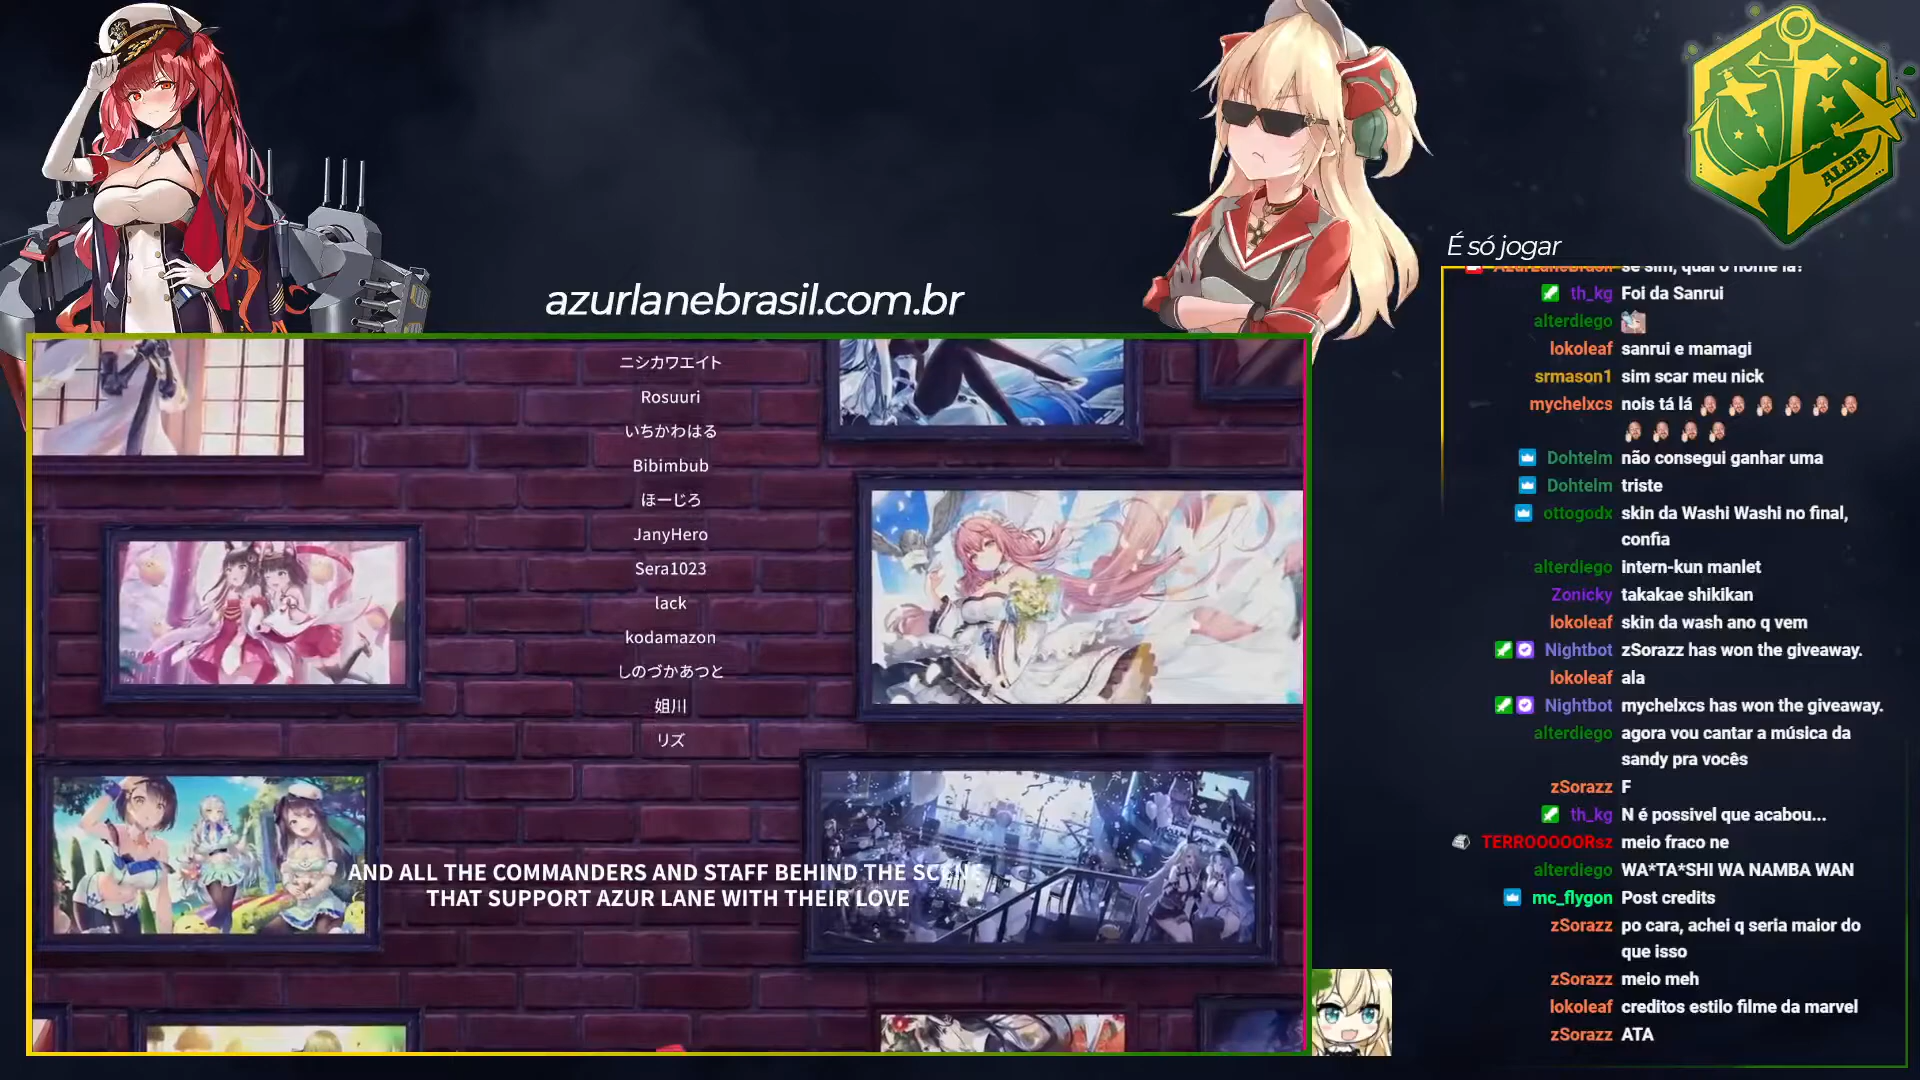 azurlanebrasil.com.br
ALBR
É só jogar
ニシカワエイト
Rosuuri
いちかわはる
Bibimbub
ほーじろ
JanyHero
Sera1023
lack
kodamazon
しのづかあつと
姐川
リズ
AND ALL THE COMMANDERS AND STAFF BEHIND THE SCENE
THAT SUPPORT AZUR LANE WITH THEIR LOVE
AzurLaneBrasil se sim, qual o nome la?
th_kg Foi da Sanrui
alterdiego
lokoleaf sanrui e mamagi
srmason1 sim scar meu nick
mychelxcs nois tá lá
Dohtelm não consegui ganhar uma
Dohtelm triste
ottogodx skin da Washi Washi no final,
confia
alterdiego intern-kun manlet
Zonicky takakae shikikan
lokoleaf skin da wash ano q vem
Nightbot zSorazz has won the giveaway.
lokoleaf ala
Nightbot mychelxcs has won the giveaway.
alterdiego agora vou cantar a música da
sandy pra vocês
zSorazz F
th_kg N é possivel que acabou...
TERROOOOORsz meio fraco ne
alterdiego WA*TA*SHI WA NAMBA WAN
mc_flygon Post credits
zSorazz po cara, achei q seria maior do
que isso
zSorazz meio meh
lokoleaf creditos estilo filme da marvel
zSorazz ATA